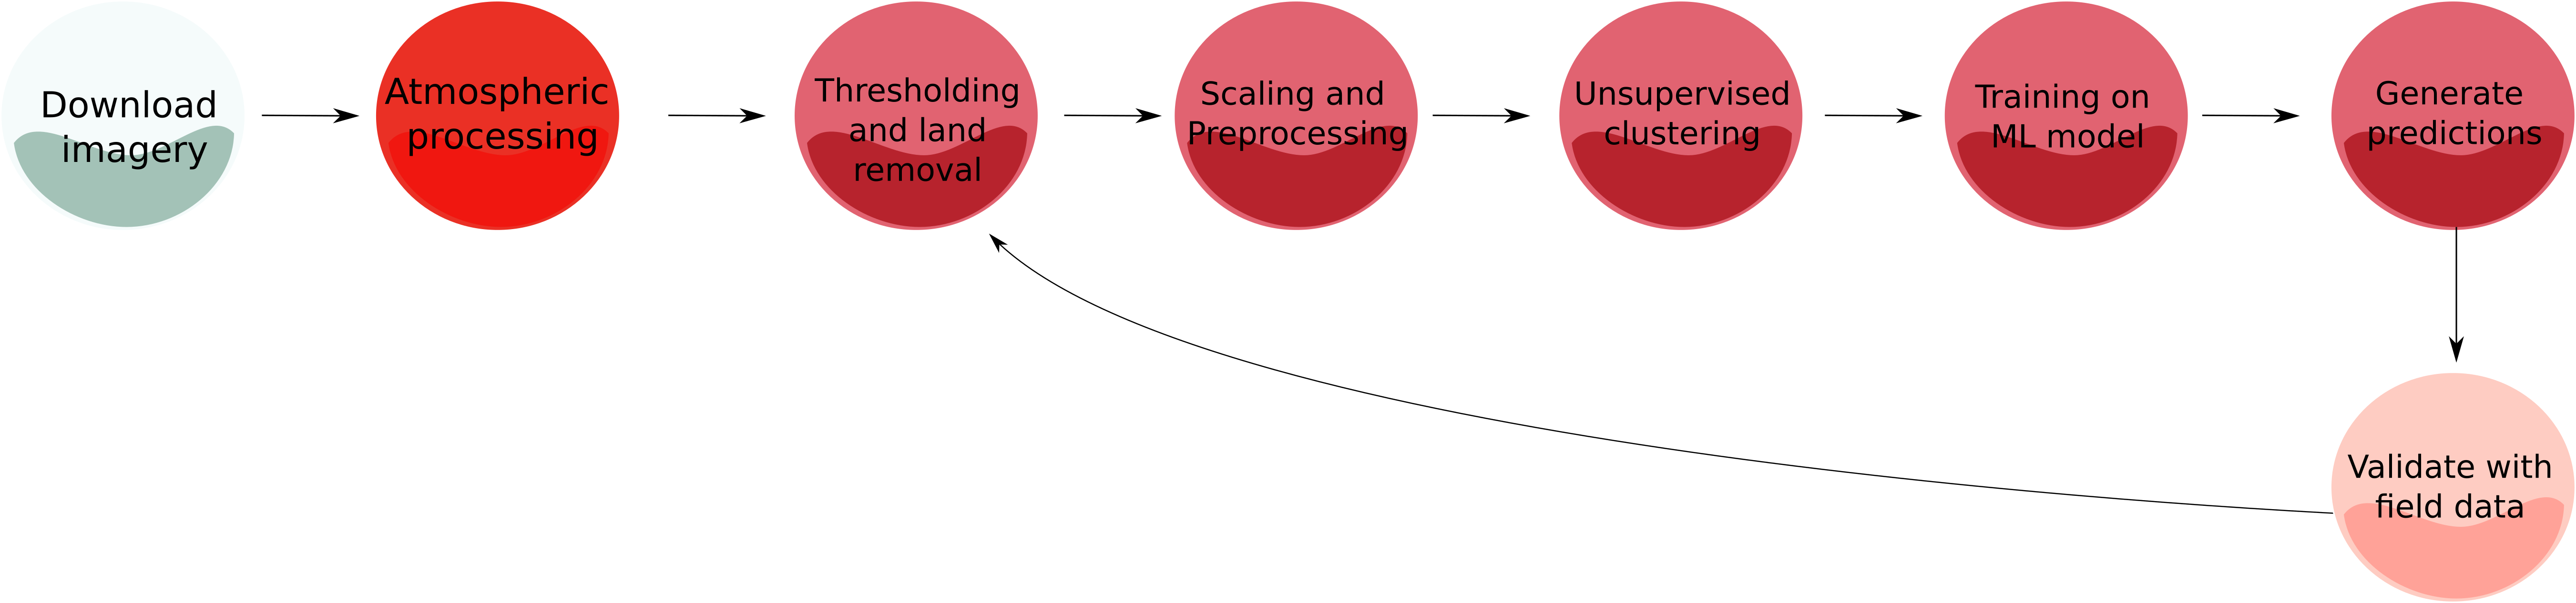 Download
imagery
Atmospheric
processing
Thresholding
and land
removal
Scaling and
Preprocessing
Unsupervised
clustering
Training on
ML model
Generate
predictions
Validate with
field data